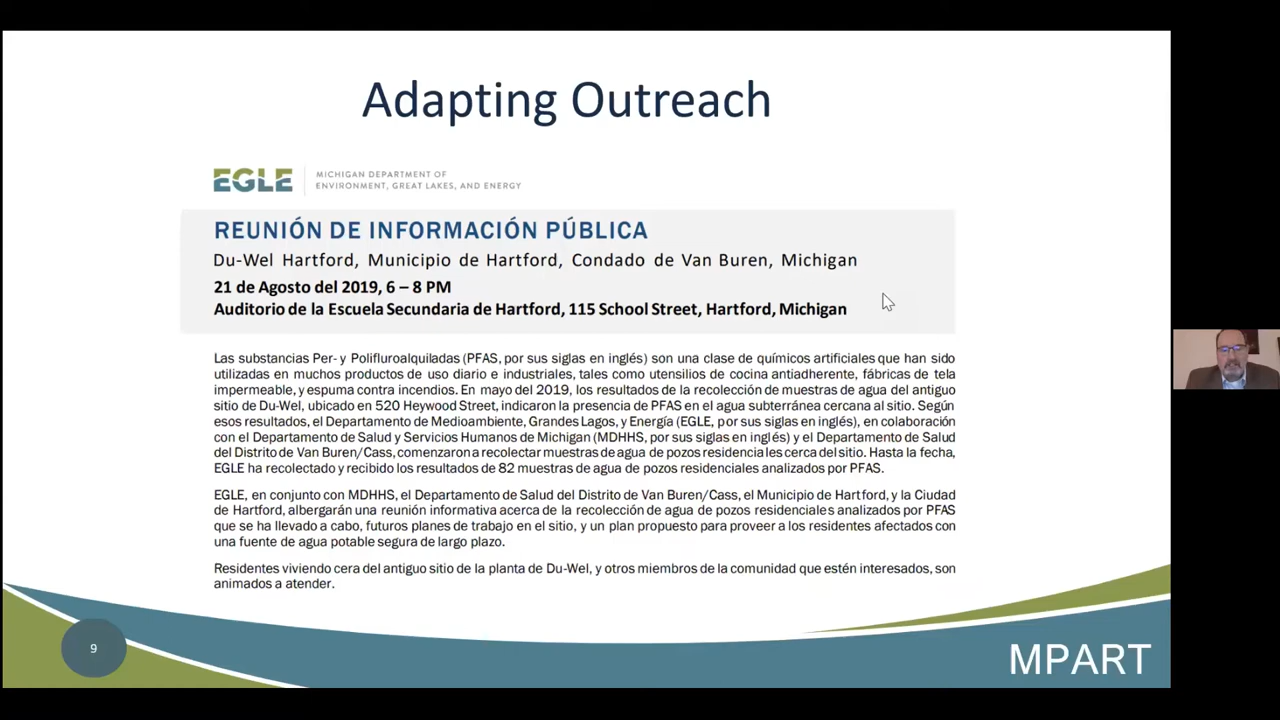 Adapting Outreach
EGLE
MICHIGAN DEPARTMENT OF
ENVIRONMENT, GREAT LAKES, AND ENERGY
REUNIÓN DE INFORMACIÓN PÚBLICA
Du-Wel Hartford, Municipio de Hartford, Condado de Van Buren, Michigan
21 de Agosto del 2019, 6 – 8 PM
Auditorio de la Escuela Secundaria de Hartford, 115 School Street, Hartford, Michigan
Las substancias Per- y Polifluroalquiladas (PFAS, por sus siglas en inglés) son una clase de químicos artificiales que han sido
utilizadas en muchos productos de uso diario e industriales, tales como utensilios de cocina antiadherente, fábricas de tela
impermeable, y espuma contra incendios. En mayo del 2019, los resultados de la recolección de muestras de agua del antiguo
sitio de Du-Wel, ubicado en 520 Heywood Street, indicaron la presencia de PFAS en el agua subterránea cercana al sitio. Según
esos resultados, el Departamento de Medioambiente, Grandes Lagos, y Energía (EGLE, por sus siglas en inglés), en colaboración
con el Departamento de Salud y Servicios Humanos de Michigan (MDHHS, por sus siglas en inglés) y el Departamento de Salud
del Distrito de Van Buren/Cass, comenzaron a recolectar muestras de agua de pozos residenciales cerca del sitio. Hasta la fecha,
EGLE ha recolectado y recibido los resultados de 82 muestras de agua de pozos residenciales analizados por PFAS.
EGLE, en conjunto con MDHHS, el Departamento de Salud del Distrito de Van Buren/Cass, el Municipio de Hartford, y la Ciudad
de Hartford, albergarán una reunión informativa acerca de la recolección de agua de pozos residenciales analizados por PFAS
que se ha llevado a cabo, futuros planes de trabajo en el sitio, y un plan propuesto para proveer a los residentes afectados con
una fuente de agua potable segura de largo plazo.
Residentes viviendo cera del antiguo sitio de la planta de Du-Wel, y otros miembros de la comunidad que estén interesados, son
animados a atender.
9
MPART